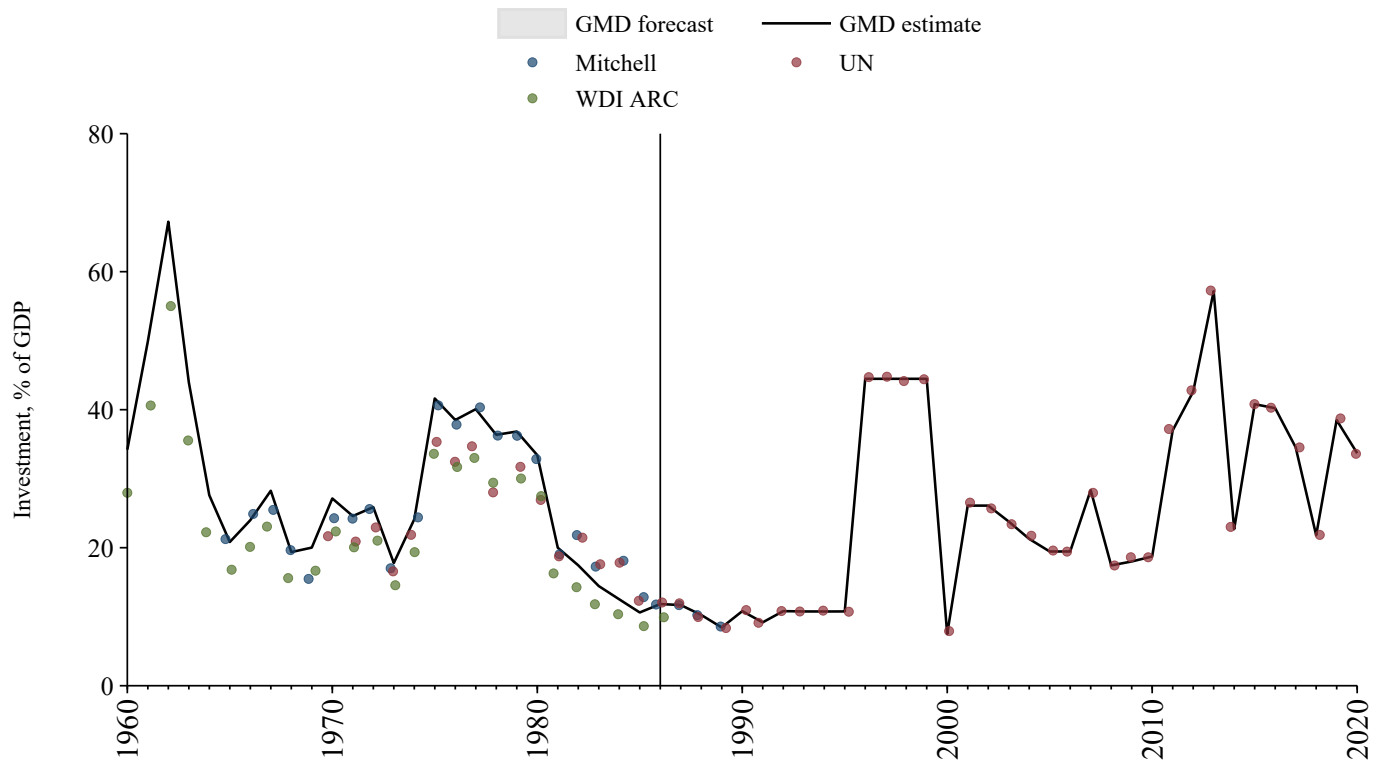 GMD forecast GMD estimate
Mitchell UN
WDI ARC
Investment, % of GDP
80
60
40
20
0
1960 1970 1980 1990 2000 2010 2020